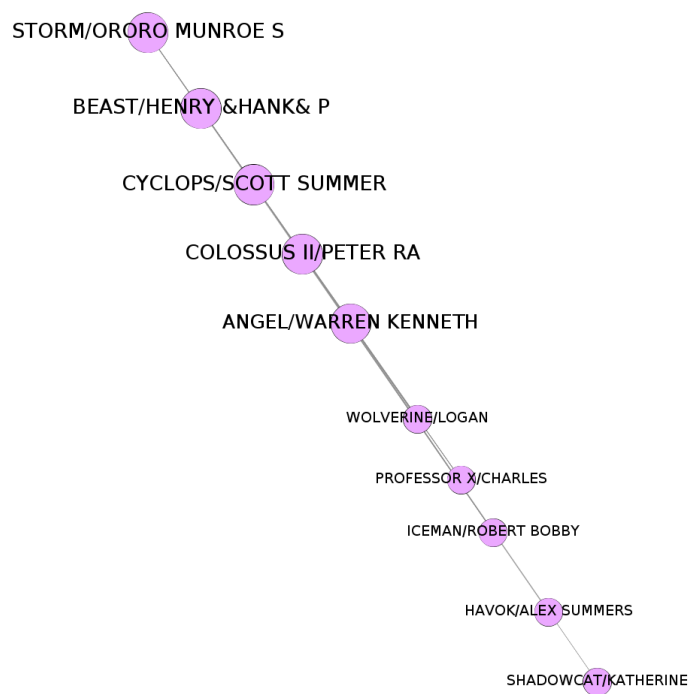 STORM/ORORO MUNROE S
BEAST/HENRY &HANK& P
CYCLOPS/SCOTT SUMMER
COLOSSUS II/PETER RA
ANGEL/WARREN KENNETH
WOLVERINE/LOGAN
PROFESSOR X/CHARLES
ICEMAN/ROBERT BOBBY
HAVOK/ALEX SUMMERS
SHADOWCAT/KATHERINE